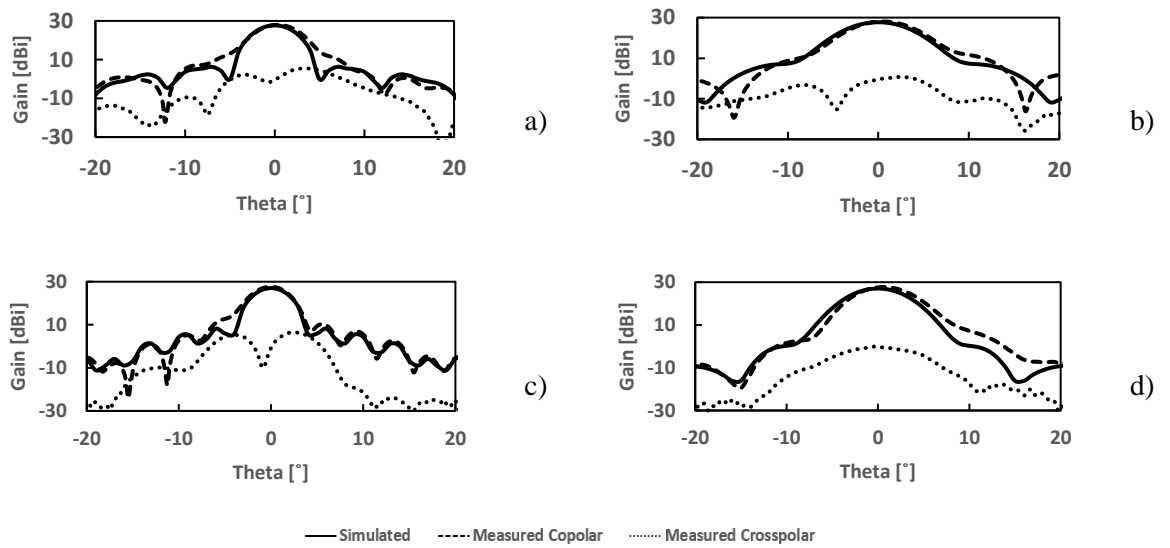 30
10
-10
-30
Gain [dBi]
-20 -10 0 10 20
Theta [°]
a)
30
10
-10
-30
Gain [dBi]
-20 -10 0 10 20
Theta [°]
b)
30
10
-10
-30
Gain [dBi]
-20 -10 0 10 20
Theta [°]
c)
30
10
-10
-30
Gain [dBi]
-20 -10 0 10 20
Theta [°]
d)
Simulated Measured Copolar Measured Crosspolar